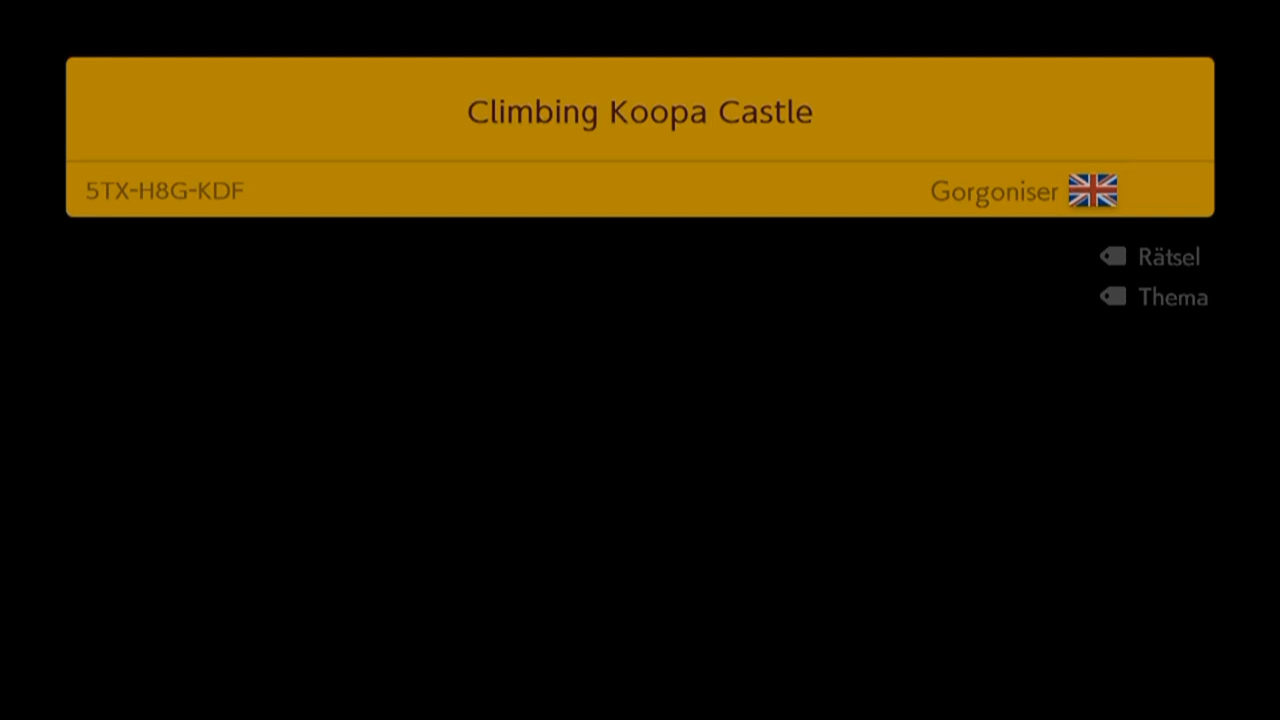 Climbing Koopa Castle
5TX-H8G-KDF
Gorgoniser
Rätsel
Thema